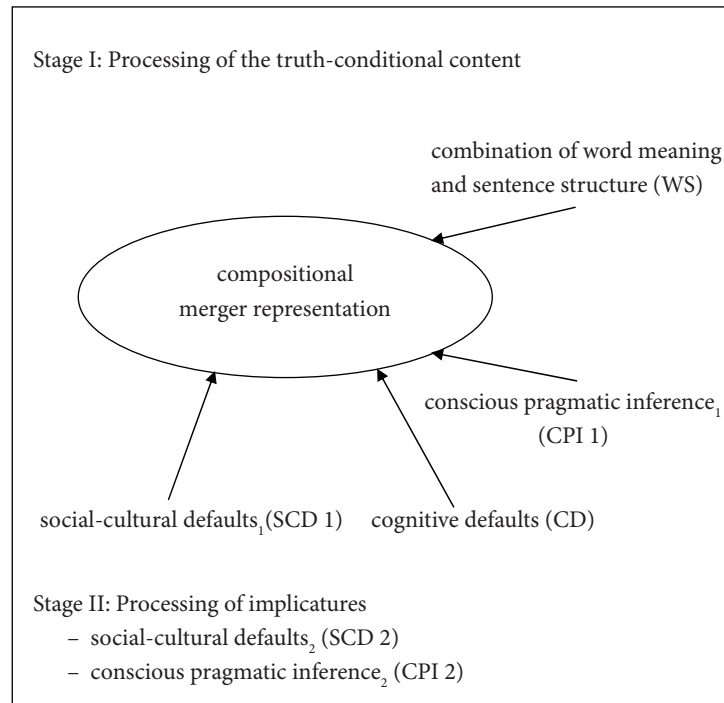 Stage I: Processing of the truth-conditional content
combination of word meaning
and sentence structure (WS)
compositional
merger representation
conscious pragmatic inference₁
(CPI 1)
social-cultural defaults₁(SCD 1)
cognitive defaults (CD)
Stage II: Processing of implicatures
– social-cultural defaults₂ (SCD 2)
– conscious pragmatic inference₂ (CPI 2)